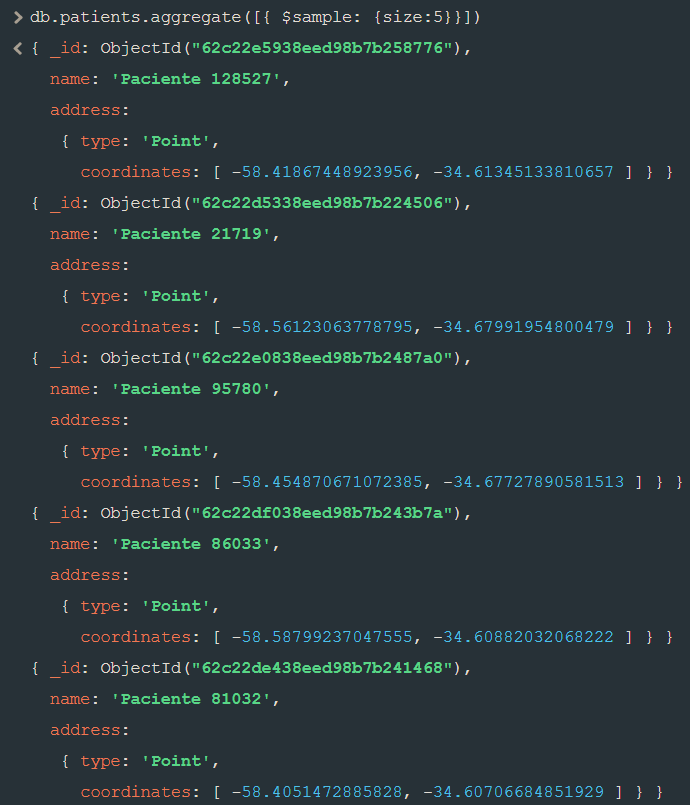 > db.patients.aggregate([{ $sample: {size:5}}])
< { _id: ObjectId("62c22e5938eed98b7b258776"),
name: 'Paciente 128527',
address:
{ type: 'Point',
coordinates: [ -58.41867448923956, -34.61345133810657 ] } }
{ _id: ObjectId("62c22d5338eed98b7b224506"),
name: 'Paciente 21719',
address:
{ type: 'Point',
coordinates: [ -58.56123063778795, -34.67991954800479 ] } }
{ _id: ObjectId("62c22e0838eed98b7b2487a0"),
name: 'Paciente 95780',
address:
{ type: 'Point',
coordinates: [ -58.454870671072385, -34.67727890581513 ] } }
{ _id: ObjectId("62c22df038eed98b7b243b7a"),
name: 'Paciente 86033',
address:
{ type: 'Point',
coordinates: [ -58.58799237047555, -34.60882032068222 ] } }
{ _id: ObjectId("62c22de438eed98b7b241468"),
name: 'Paciente 81032',
address:
{ type: 'Point',
coordinates: [ -58.4051472885828, -34.60706684851929 ] } }